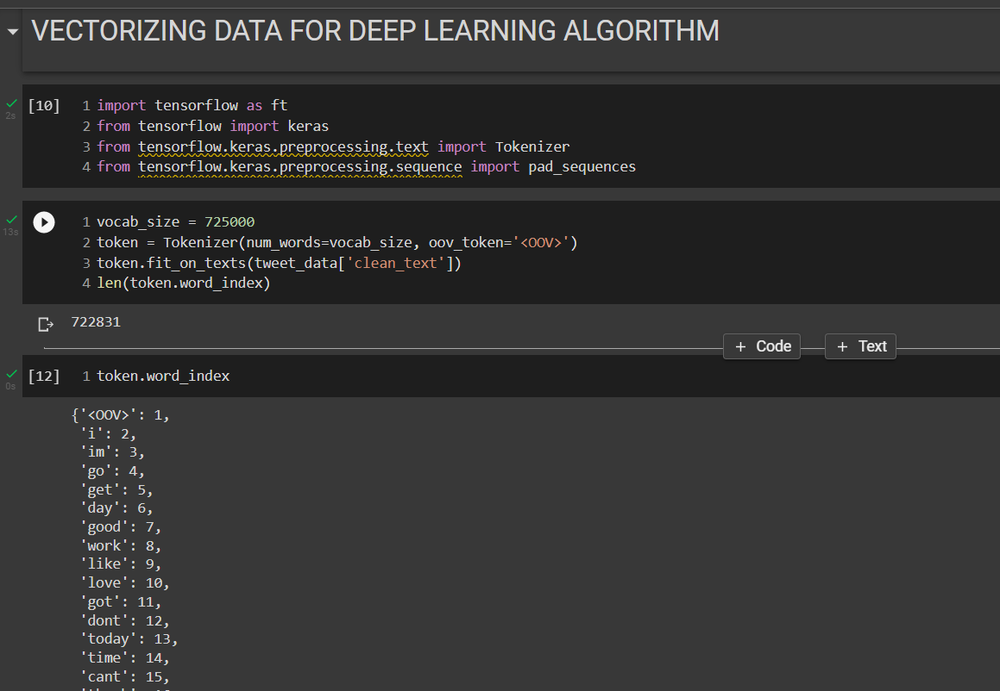 VECTORIZING DATA FOR DEEP LEARNING ALGORITHM
2s
[10]
1 import tensorflow as ft
2 from tensorflow import keras
3 from tensorflow.keras.preprocessing.text import Tokenizer
4 from tensorflow.keras.preprocessing.sequence import pad_sequences
13s
1 vocab_size = 725000
2 token = Tokenizer(num_words=vocab_size, oov_token='<OOV>')
3 token.fit_on_texts(tweet_data['clean_text'])
4 len(token.word_index)
722831
+ Code + Text
0s
[12]
1 token.word_index
{'<OOV>': 1,
'i': 2,
'im': 3,
'go': 4,
'get': 5,
'day': 6,
'good': 7,
'work': 8,
'like': 9,
'love': 10,
'got': 11,
'dont': 12,
'today': 13,
'time': 14,
'cant': 15,